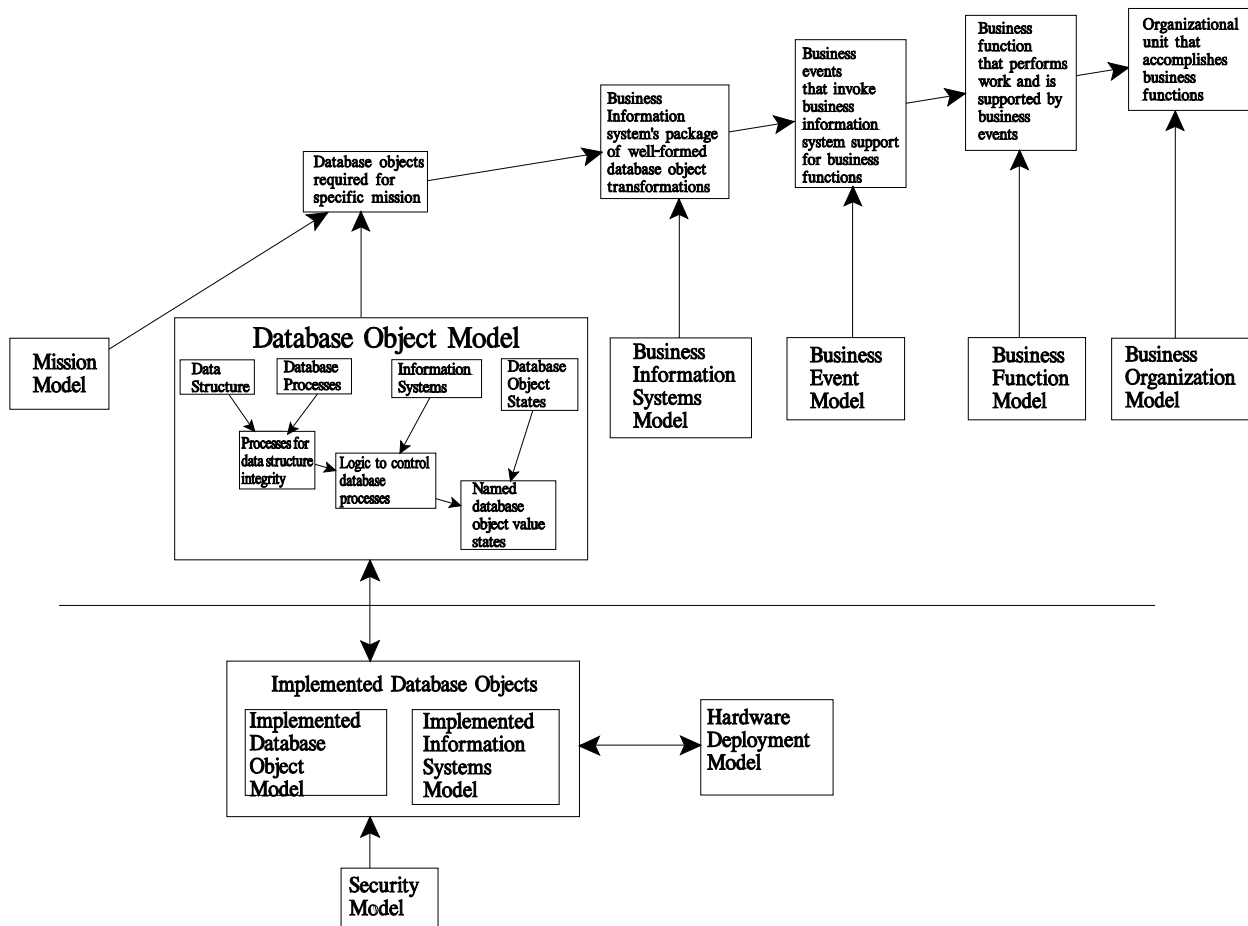 Organizational
unit that
accomplishes
business
functions
Business
function
that performs
work and is
supported by
business
events
Business
events
that invoke
business
information
system support
for business
functions
Business
Information
system's package
of well-formed
database object
transformations
Database objects
required for
specific mission
Mission
Model
Database Object Model
Data
Structure
Database
Processes
Information
Systems
Database
Object
States
Processes for
data structure
integrity
Logic to control
database
processes
Named
database
object value
states
Business
Information
Systems
Model
Business
Event
Model
Business
Function
Model
Business
Organization
Model
Implemented Database Objects
Implemented
Database
Object
Model
Implemented
Information
Systems
Model
Hardware
Deployment
Model
Security
Model